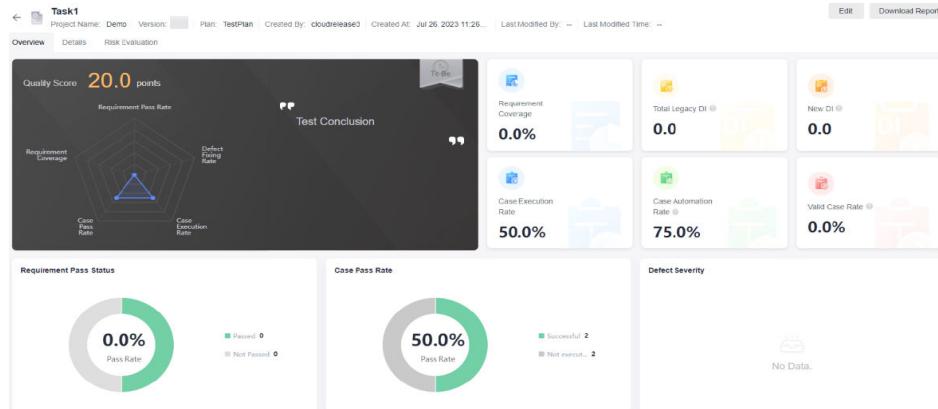 Task1
Project Name: Demo Version: Plan: TestPlan Created By: cloudrelease3 Created At: Jul 26, 2023 11:26... Last Modified By: -- Last Modified Time: --
Edit
Download Report
Overview Details Risk Evaluation
Quality Score 20.0 points
To Be
Requirement Pass Rate
Requirement
Coverage
Defect
Fixing
Rate
Case
Pass
Rate
Case
Execution
Rate
Test Conclusion
Requirement
Coverage
0.0%
Total Legacy DI
0.0
New DI
0.0
Case Execution
Rate
50.0%
Case Automation
Rate
75.0%
Valid Case Rate
0.0%
Requirement Pass Status
0.0%
Pass Rate
Passed 0
Not Passed 0
Case Pass Rate
50.0%
Pass Rate
Successful 2
Not execut... 2
Defect Severity
No Data.